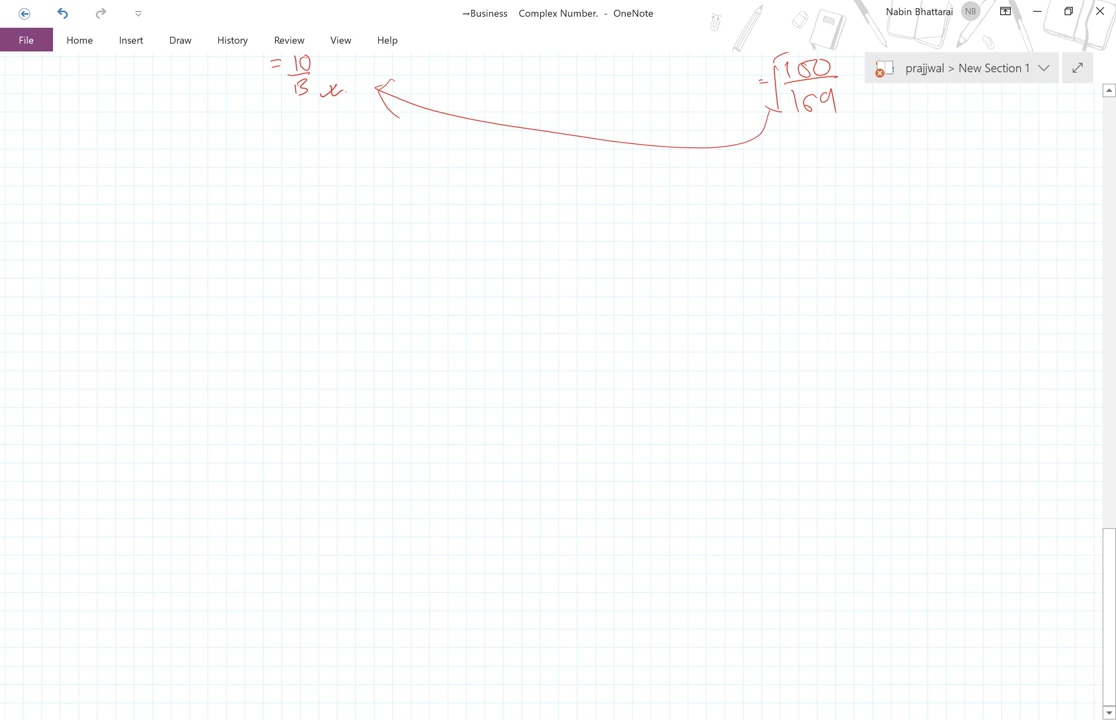 →Business Complex Number. - OneNote
Nabin Bhattarai NB
File Home Insert Draw History Review View Help
prajjwal > New Section 1
= 10/13
= √100/169